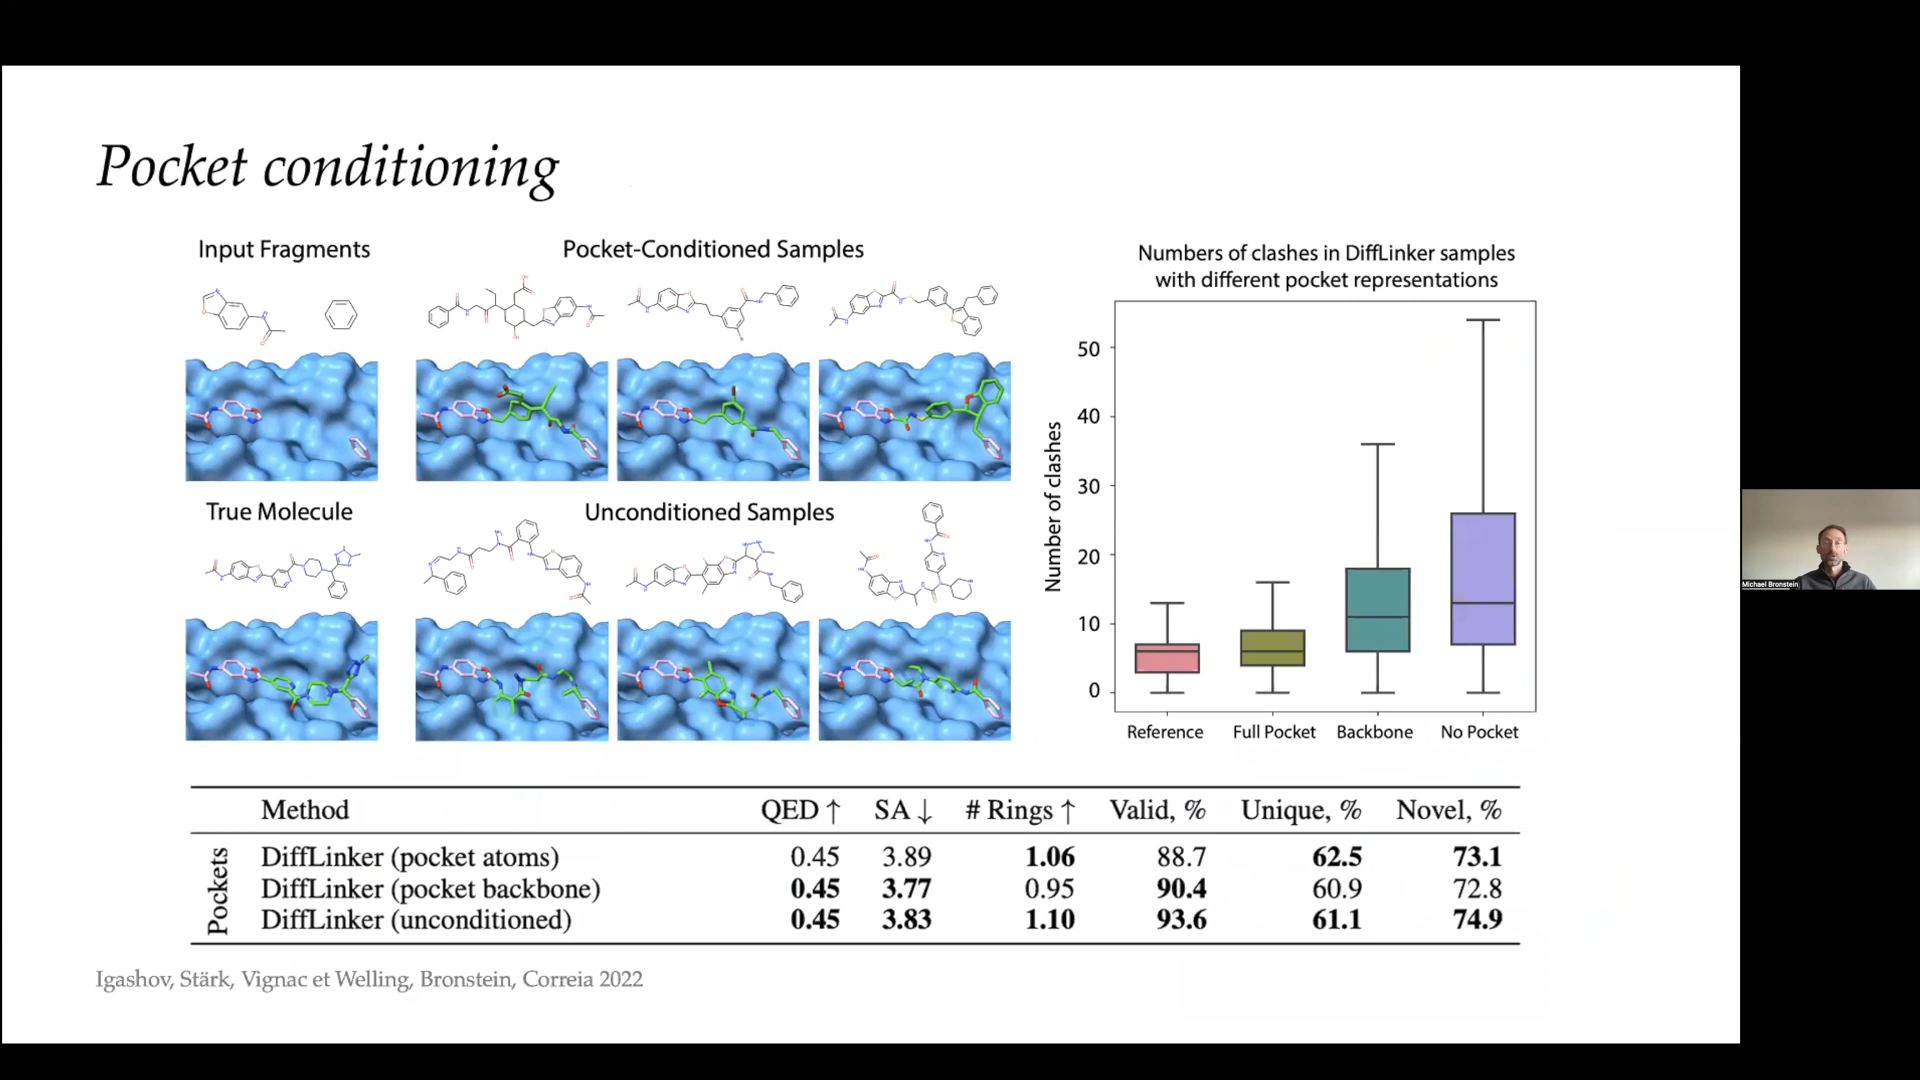 Pocket conditioning
Input Fragments
Pocket-Conditioned Samples
True Molecule
Unconditioned Samples
Numbers of clashes in DiffLinker samples
with different pocket representations
Number of clashes
50
40
30
20
10
0
Reference Full Pocket Backbone No Pocket
Method QED ↑ SA ↓ # Rings ↑ Valid, % Unique, % Novel, %
Pockets
DiffLinker (pocket atoms) 0.45 3.89 1.06 88.7 62.5 73.1
DiffLinker (pocket backbone) 0.45 3.77 0.95 90.4 60.9 72.8
DiffLinker (unconditioned) 0.45 3.83 1.10 93.6 61.1 74.9
Igashov, Stärk, Vignac et Welling, Bronstein, Correia 2022
Michael Bronstein